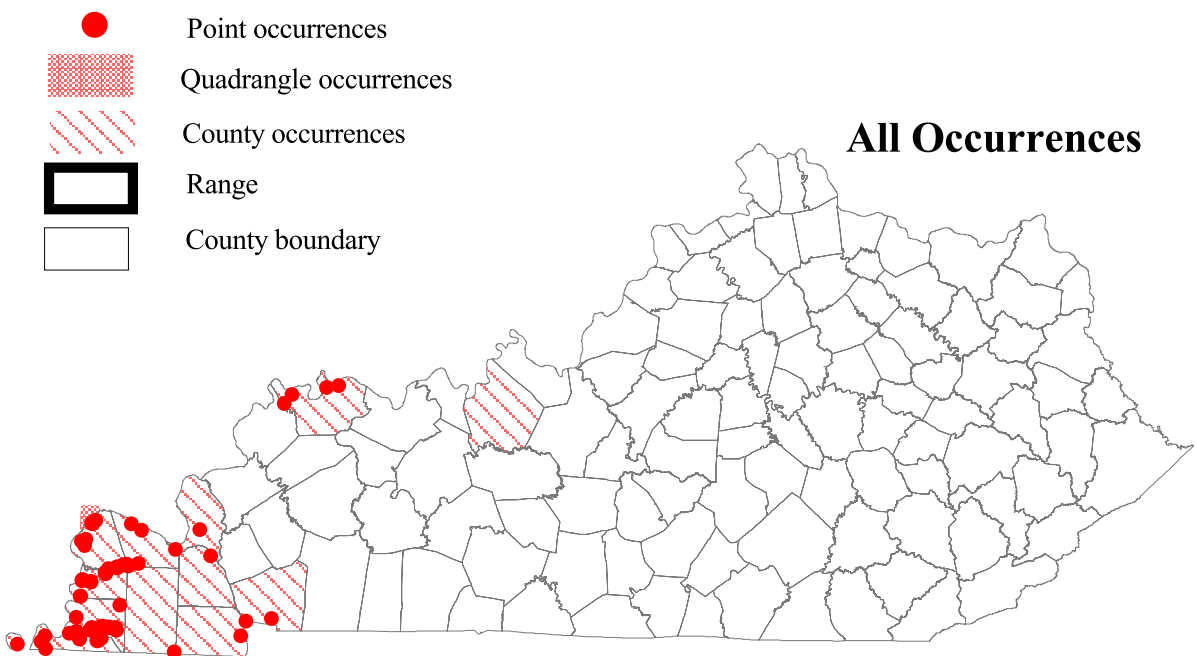 Point occurrences
Quadrangle occurrences
County occurrences
Range
County boundary
All Occurrences